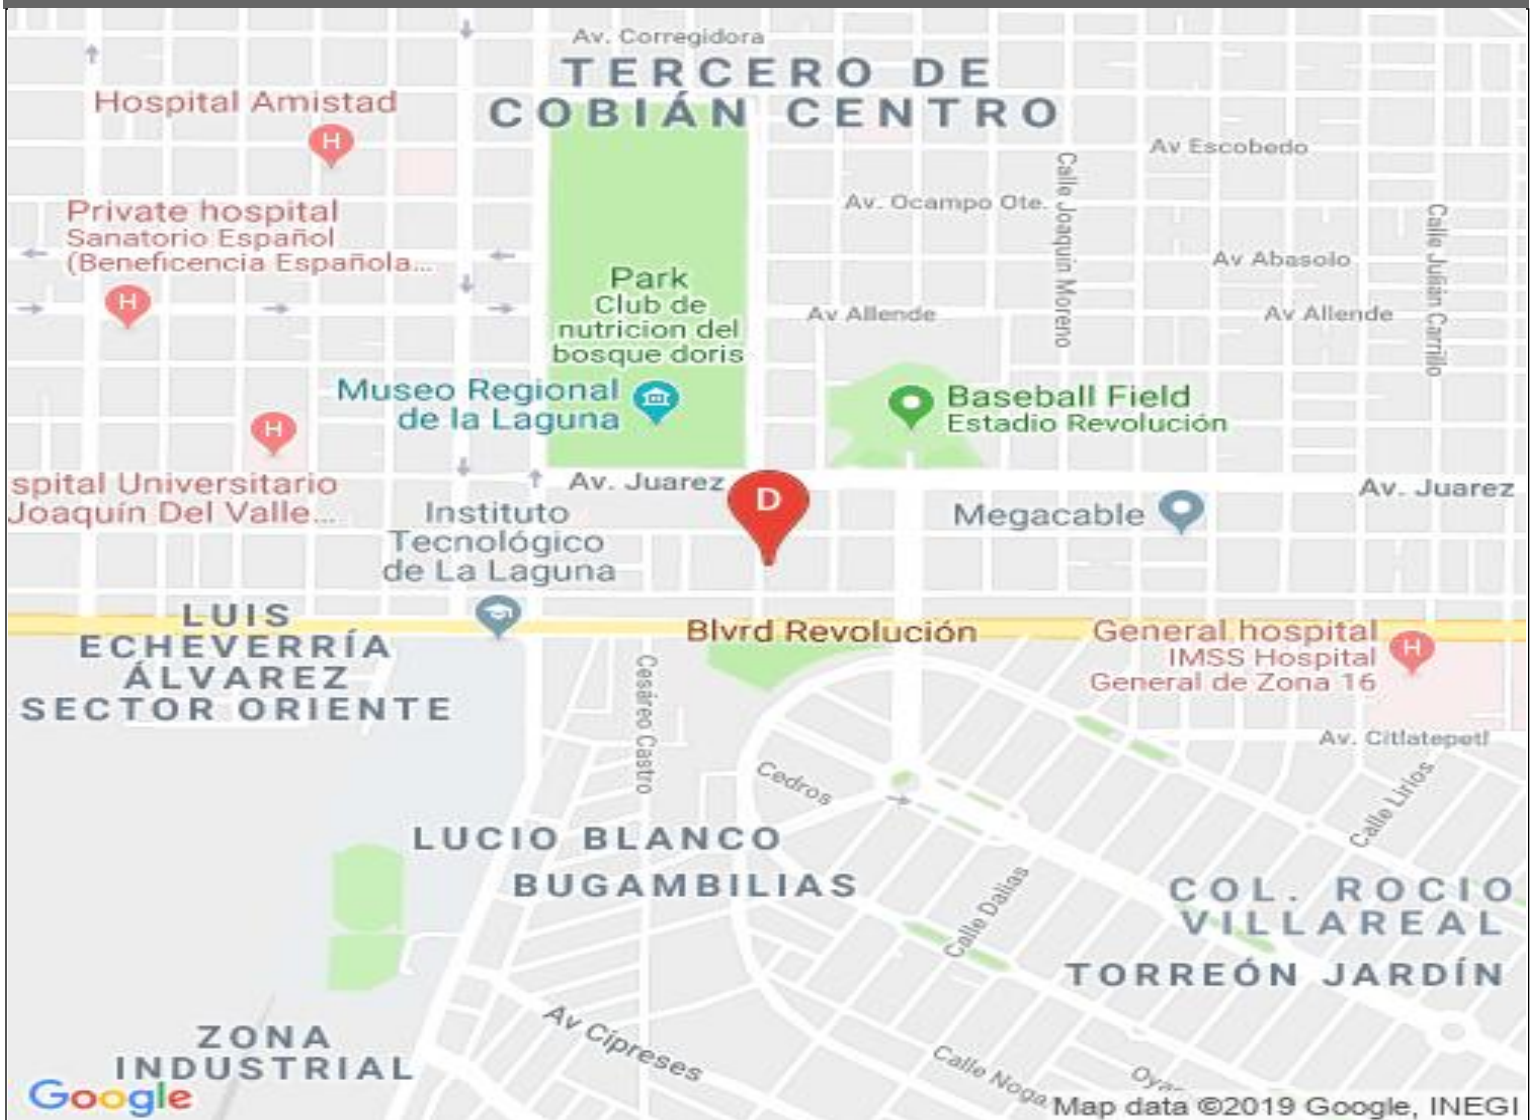 Av. Corregidora
TERCERO DE
COBIÁN CENTRO
Hospital Amistad
H
Av Escobedo
Calle Joaquín Moreno
Av. Ocampo Ote.
Calle Julián Carrillo
Private hospital
Sanatorio Español
(Beneficencia Española...
H
Av Abasolo
Park
Club de
nutricion del
bosque doris
Av Allende
Av Allende
Museo Regional
de la Laguna
Baseball Field
Estadio Revolución
H
spital Universitario
Joaquín Del Valle...
Av. Juarez
D
Av. Juarez
Instituto
Tecnológico
de La Laguna
Megacable
LUIS
ECHEVERRÍA
ÁLVAREZ
SECTOR ORIENTE
Blvrd Revolución
General hospital
IMSS Hospital
General de Zona 16
H
Cesáreo Castro
Av. Citlatepetl
Cedros
Calle Lirios
LUCIO BLANCO
BUGAMBILIAS
Calle Dalias
COL. ROCIO
VILLAREAL
TORREÓN JARDÍN
ZONA
INDUSTRIAL
Av Cipreses
Calle Noga
Oya
Google
Map data ©2019 Google, INEGI